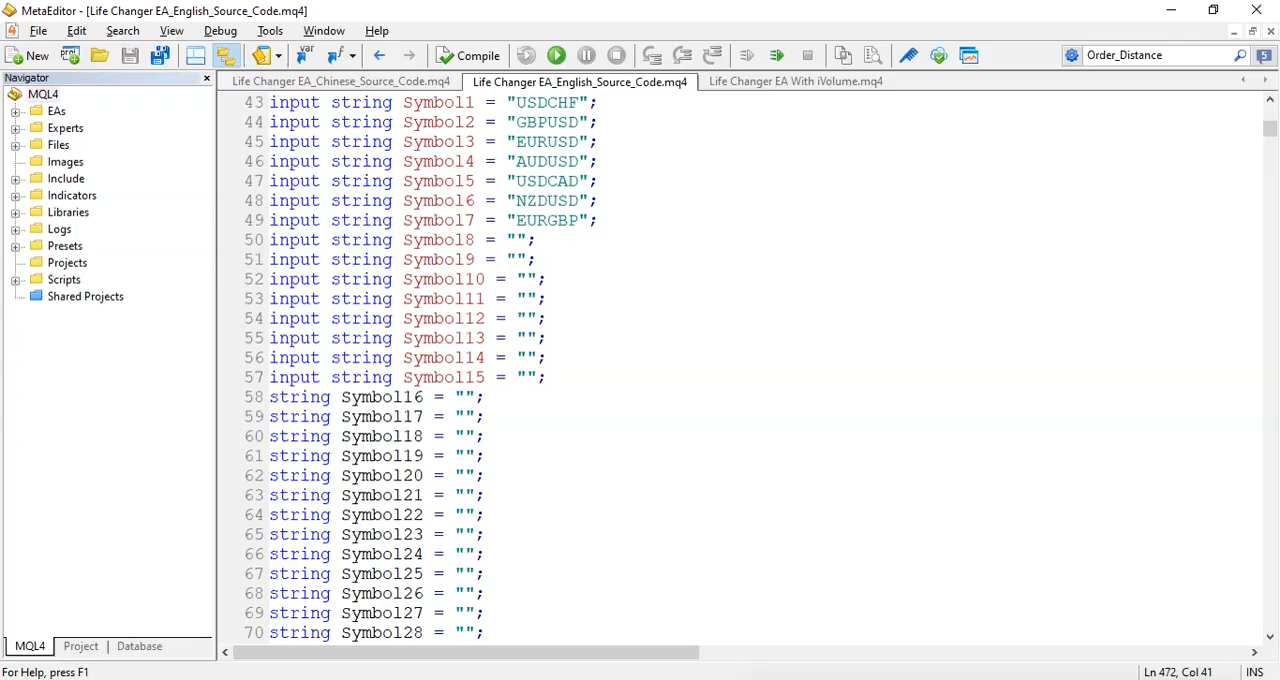 MetaEditor - [Life Changer EA_English_Source_Code.mq4]
File Edit Search View Debug Tools Window Help
New Compile Order_Distance 5
Navigator
Life Changer EA_Chinese_Source_Code.mq4 Life Changer EA_English_Source_Code.mq4 Life Changer EA With iVolume.mq4
MQL4
EAs
Experts
Files
Images
Include
Indicators
Libraries
Logs
Presets
Projects
Scripts
Shared Projects
43 input string Symbol1 = "USDCHF";
44 input string Symbol2 = "GBPUSD";
45 input string Symbol3 = "EURUSD";
46 input string Symbol4 = "AUDUSD";
47 input string Symbol5 = "USDCAD";
48 input string Symbol6 = "NZDUSD";
49 input string Symbol7 = "EURGBP";
50 input string Symbol8 = "";
51 input string Symbol9 = "";
52 input string Symbol10 = "";
53 input string Symbol11 = "";
54 input string Symbol12 = "";
55 input string Symbol13 = "";
56 input string Symbol14 = "";
57 input string Symbol15 = "";
58 string Symbol16 = "";
59 string Symbol17 = "";
60 string Symbol18 = "";
61 string Symbol19 = "";
62 string Symbol20 = "";
63 string Symbol21 = "";
64 string Symbol22 = "";
65 string Symbol23 = "";
66 string Symbol24 = "";
67 string Symbol25 = "";
68 string Symbol26 = "";
69 string Symbol27 = "";
70 string Symbol28 = "";
MQL4 Project Database
For Help, press F1 Ln 472, Col 41 INS